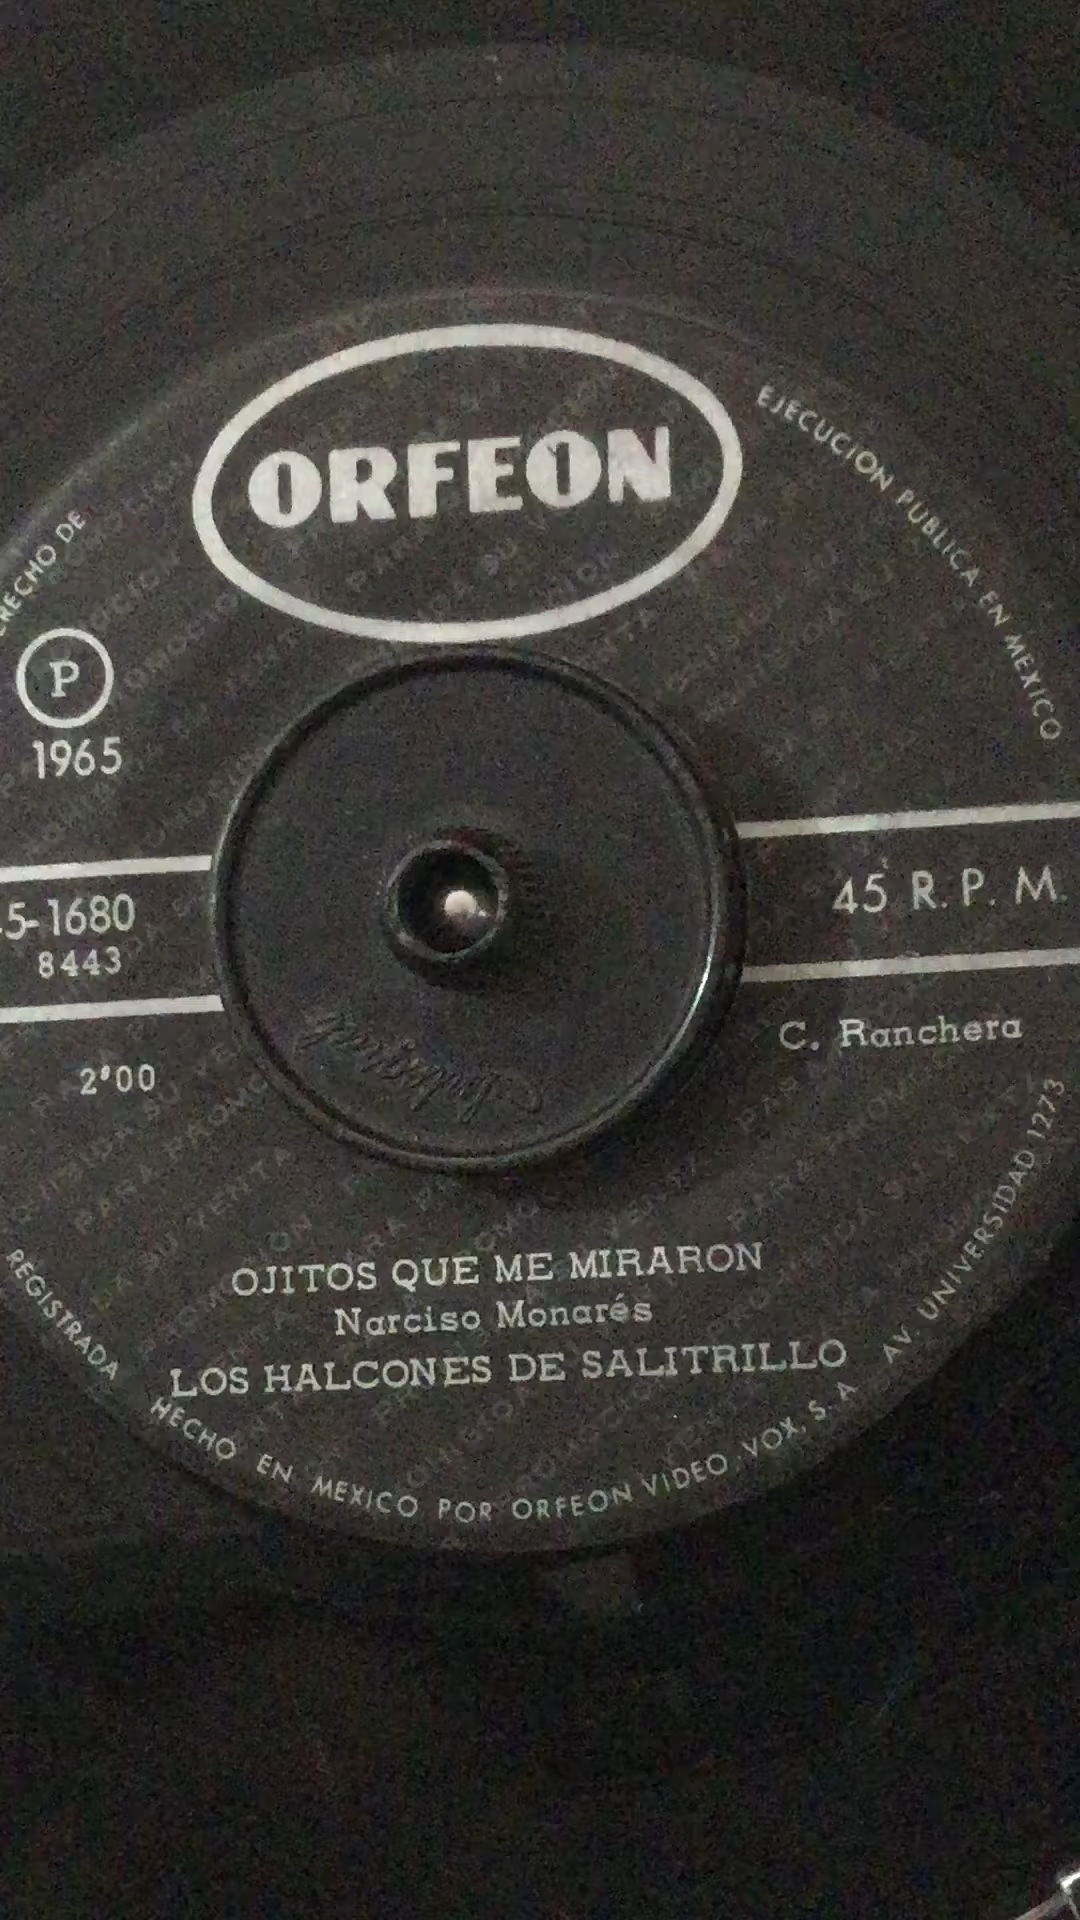 ORFEON
EJECUCION PUBLICA EN MEXICO
DE
P
1965
5-1680
8443
45 R.P.M.
2'00
C. Ranchera
OJITOS QUE ME MIRARON
Narciso Monarés
LOS HALCONES DE SALITRILLO
REGISTRADA
HECHO EN MEXICO POR ORFEON VIDEO VOX, S. A. AV. UNIVERSIDAD 1273